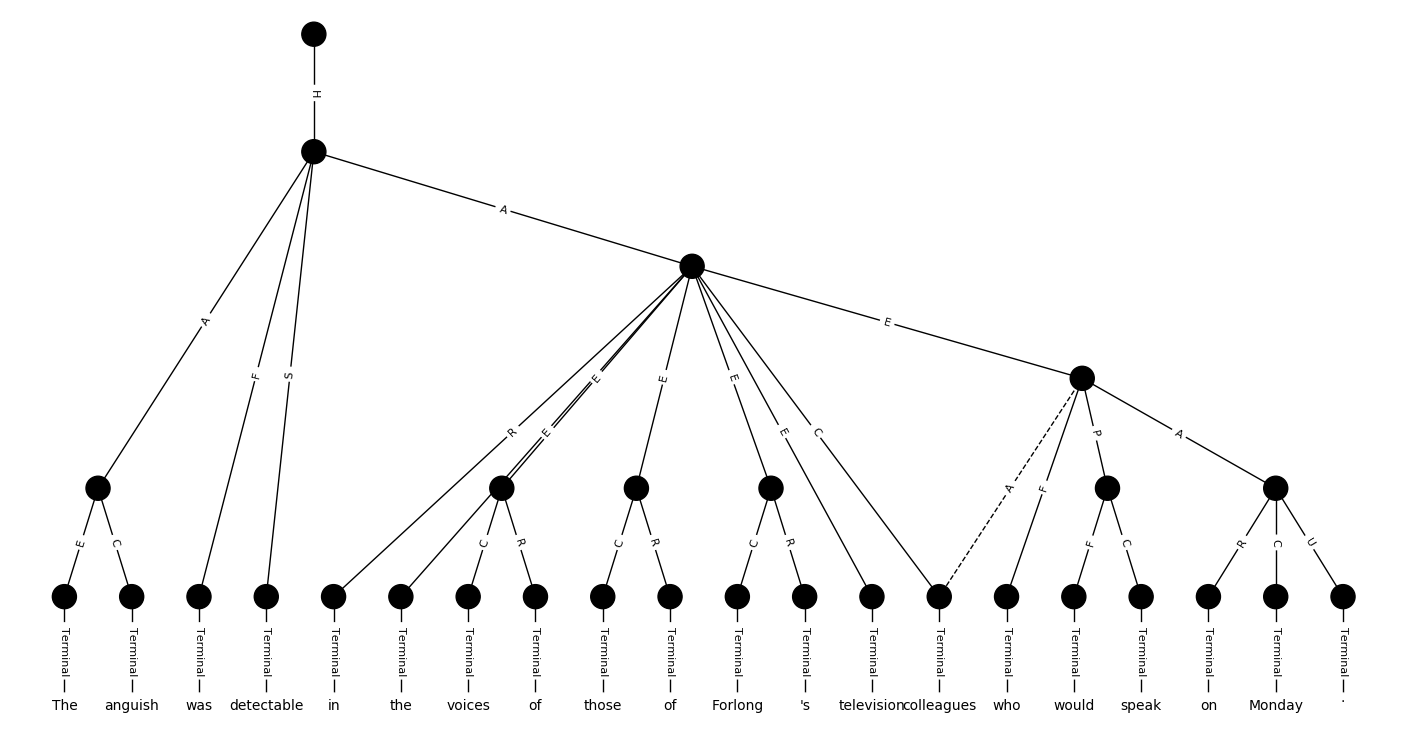 H
A
A
F
S
E
E
E
E
E
R
E
C
P
A
A
F
E
C
C
R
C
R
C
R
F
C
R
C
U
Terminal Terminal Terminal Terminal Terminal Terminal Terminal Terminal Terminal Terminal Terminal Terminal Terminal Terminal Terminal Terminal Terminal Terminal Terminal Terminal
The anguish was detectable in the voices of those of Forlong 's television colleagues who would speak on Monday .